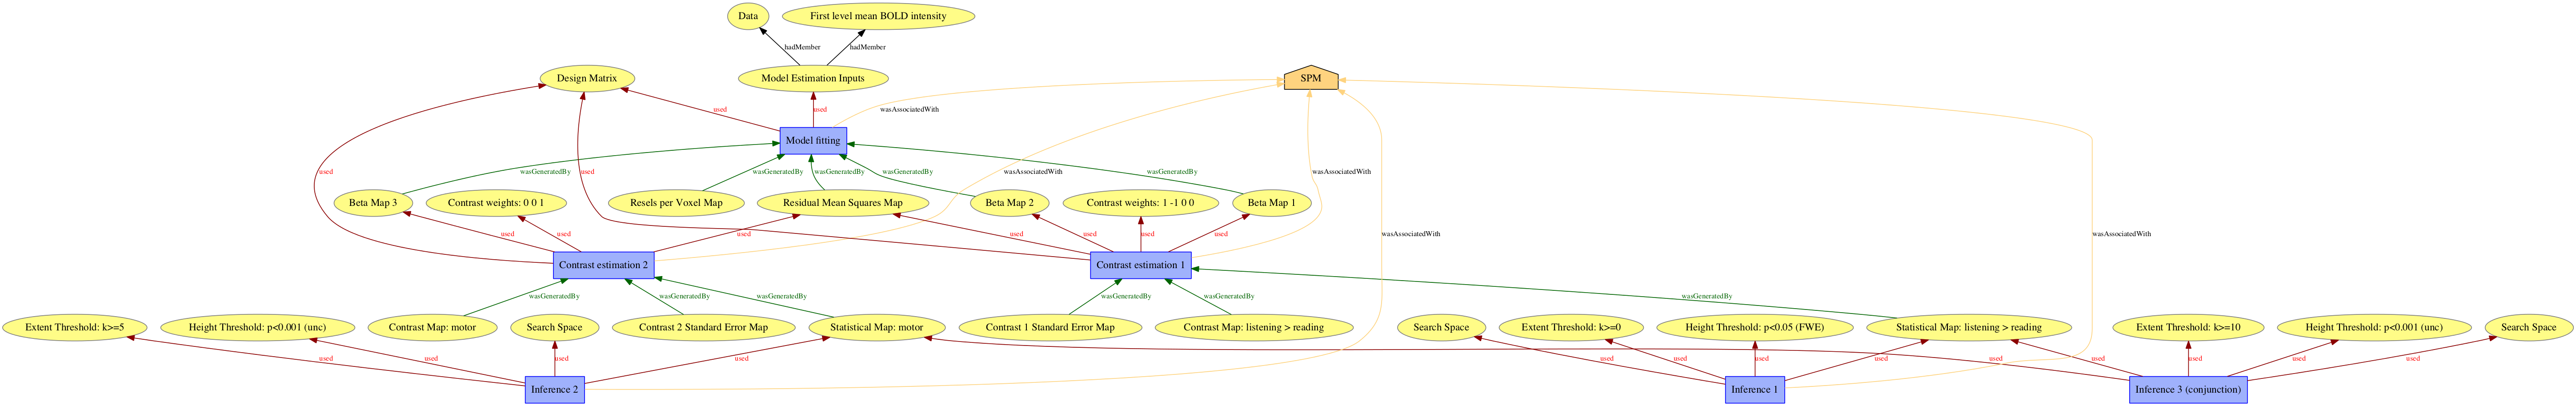 Data
First level mean BOLD intensity
hadMember
hadMember
Design Matrix
Model Estimation Inputs
SPM
used
used
wasAssociatedWith
Model fitting
used
used
wasGeneratedBy
wasGeneratedBy
wasGeneratedBy
wasGeneratedBy
wasAssociatedWith
wasGeneratedBy
wasAssociatedWith
Beta Map 3
Contrast weights: 0 0 1
Resels per Voxel Map
Residual Mean Squares Map
Beta Map 2
Contrast weights: 1 -1 0 0
Beta Map 1
used
used
used
used
used
used
used
wasAssociatedWith
wasAssociatedWith
Contrast estimation 2
Contrast estimation 1
wasGeneratedBy
wasGeneratedBy
wasGeneratedBy
wasGeneratedBy
wasGeneratedBy
wasGeneratedBy
Extent Threshold: k>=5
Height Threshold: p<0.001 (unc)
Contrast Map: motor
Search Space
Contrast 2 Standard Error Map
Statistical Map: motor
Contrast 1 Standard Error Map
Contrast Map: listening > reading
Search Space
Extent Threshold: k>=0
Height Threshold: p<0.05 (FWE)
Statistical Map: listening > reading
Extent Threshold: k>=10
Height Threshold: p<0.001 (unc)
Search Space
used
used
used
used
used
used
used
used
used
used
used
used
used
Inference 2
Inference 1
Inference 3 (conjunction)